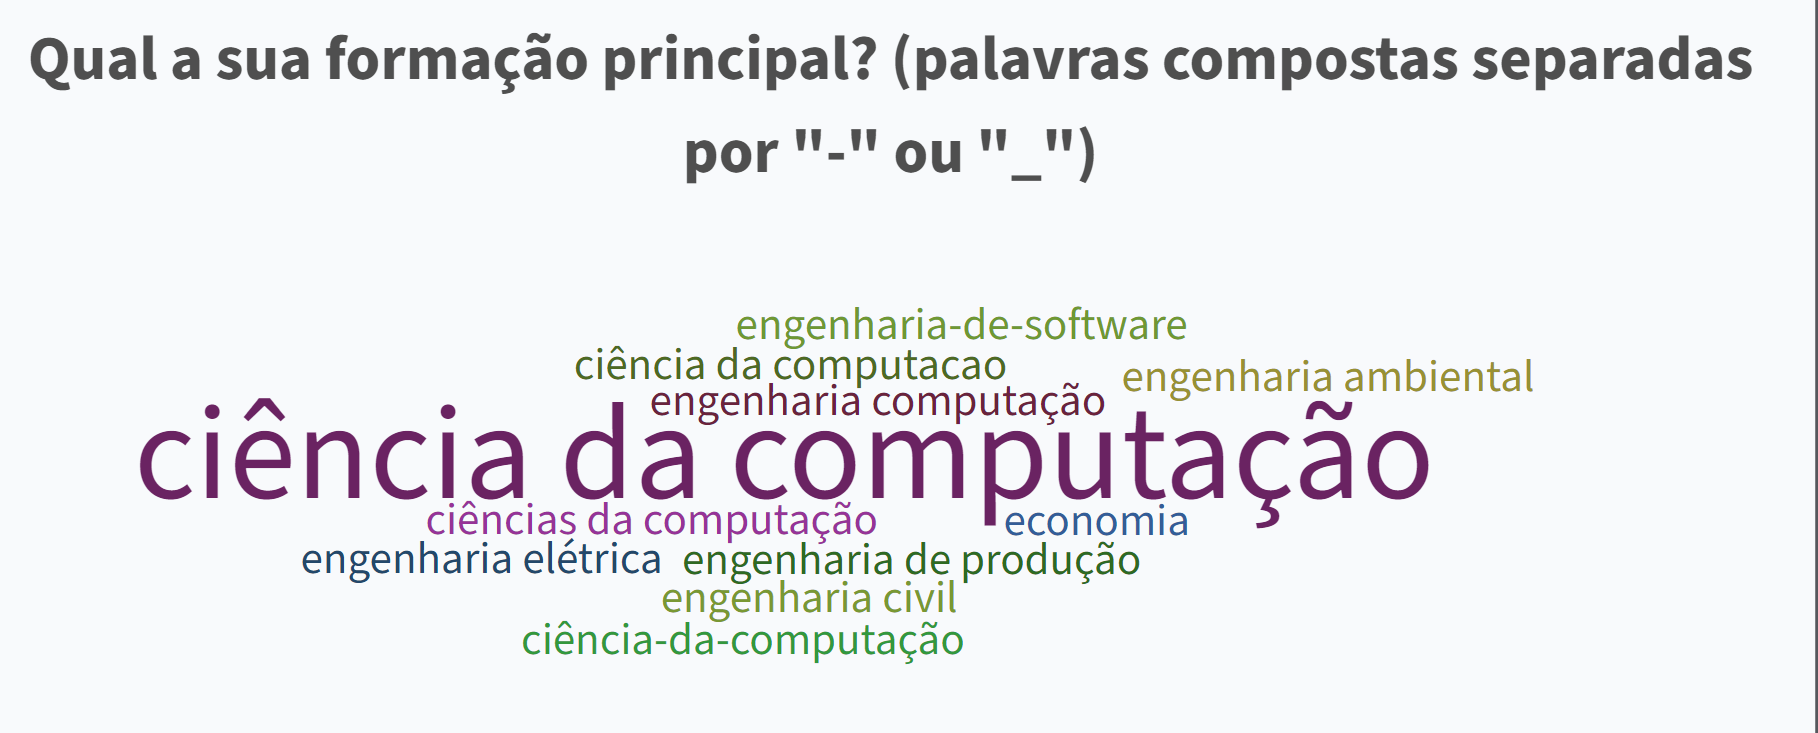 Qual a sua formação principal? (palavras compostas separadas
por "-" ou "_")
engenharia-de-software
ciência da computacao
engenharia ambiental
engenharia computação
ciência da computação
ciências da computação
economia
engenharia elétrica
engenharia de produção
engenharia civil
ciência-da-computação